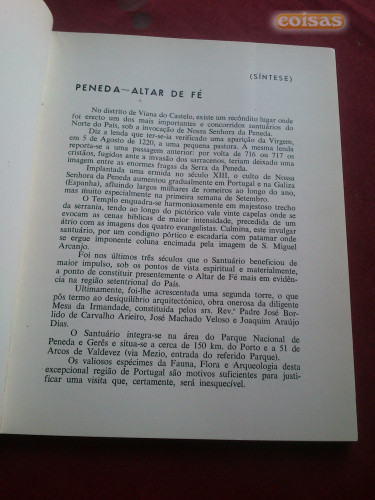 coisas
(SÍNTESE)
PENEDA—ALTAR DE FÉ
No distrito de Viana do Castelo, existe um recôndito lugar onde
foi erecto um dos mais importantes e concorridos santuários do
Norte do País, sob a invocação de Nossa Senhora da Peneda.
Diz a lenda que ter-se-ia verificado uma aparição da Virgem,
em 5 de Agosto de 1220, a uma pequena pastora. A mesma lenda
reporta-se a uma passagem anterior: por volta de 716 ou 717 os
cristãos, fugidos ante a invasão dos sarracenos, teriam deixado uma
imagem entre as enormes fragas da Serra da Peneda.
Implantada uma ermida no século XIII, o culto de Nossa
Senhora da Peneda aumentou gradualmente em Portugal e na Galiza
(Espanha), afluindo largos milhares de romeiros ao longo do ano,
mas muito especialmente na primeira semana de Setembro.
O Templo enquadra-se harmoniosamente em majestoso trecho
da serrania, tendo ao longo do pictórico vale vinte capelas onde se
evocam as cenas bíblicas de maior intensidade, precedida de um
átrio com as imagens dos quatro evangelistas. Culmina, este invulgar
santuário, por um condigno pórtico e escadaria com patamar onde
se ergue imponente coluna encimada pela imagem de S. Miguel
Arcanjo.
Foi nos últimos três séculos que o Santuário beneficiou de
maior impulso, sob os pontos de vista espiritual e materialmente,
a ponto de constituir presentemente o Altar de Fé mais em evidên-
cia na região setentrional do País.
Ultimamente, foi-lhe acrescentada uma segunda torre, o que
pôs termo ao desiquilíbrio arquitectónico, obra onerosa da diligente
Mesa da Irmandade, constituída pelos srs. Rev.º Padre José Bor-
lido de Carvalho Arieiro, José Machado Veloso e Joaquim Araújo
Dias.
O Santuário integra-se na área do Parque Nacional de
Peneda e Gerês e situa-se a cerca de 150 km. do Porto e a 51 de
Arcos de Valdevez (via Mezio, entrada do referido Parque).
Os valiosos espécimes da Fauna, Flora e Arqueologia desta
excepcional região de Portugal são motivos suficientes para justi-
ficar uma visita que, certamente, será inesquecível.